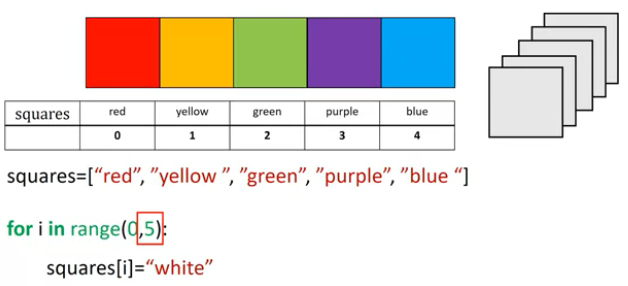 squares red yellow green purple blue
0 1 2 3 4
squares=[“red”, ”yellow ”, ”green”, ”purple”, ”blue “]
for i in range(0,5):
squares[i]=“white”